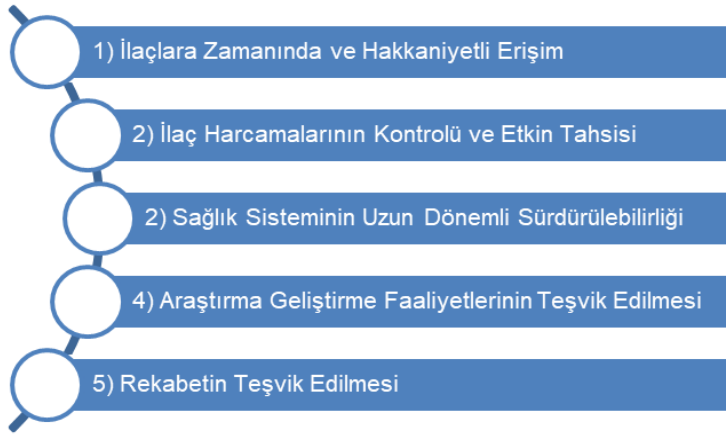 1) İlaçlara Zamanında ve Hakkaniyetli Erişim
2) İlaç Harcamalarının Kontrolü ve Etkin Tahsisi
2) Sağlık Sisteminin Uzun Dönemli Sürdürülebilirliği
4) Araştırma Geliştirme Faaliyetlerinin Teşvik Edilmesi
5) Rekabetin Teşvik Edilmesi